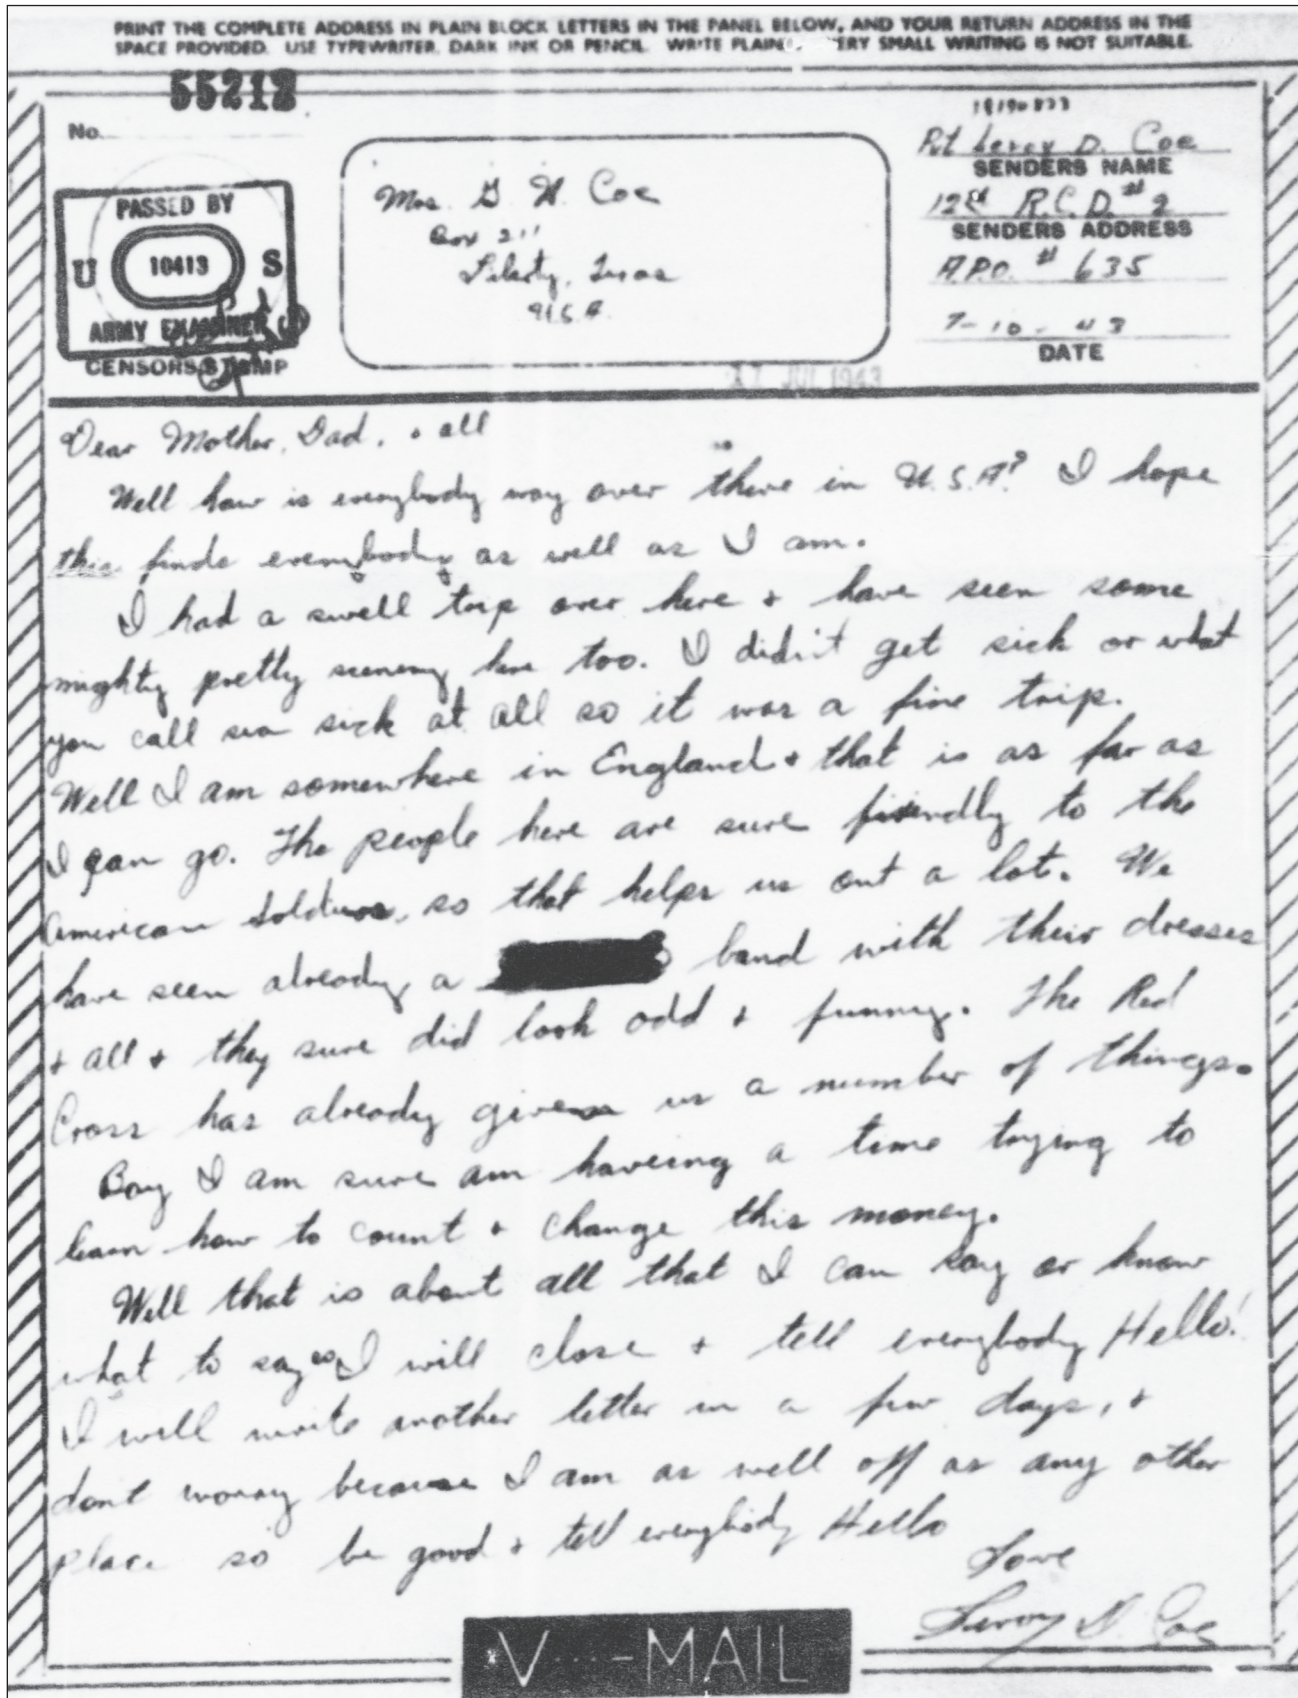 PRINT THE COMPLETE ADDRESS IN PLAIN BLOCK LETTERS IN THE PANEL BELOW, AND YOUR RETURN ADDRESS IN THE
SPACE PROVIDED. USE TYPEWRITER, DARK INK OR PENCIL. WRITE PLAIN ERY SMALL WRITING IS NOT SUITABLE.
55212
No.
PASSED BY
U 10413 S
ARMY EXAMINER
CENSORS STAMP
Mrs. G. W. Coe
Box 211
Liberty, Texas
U.S.A.
18190833
Pvt Leroy D. Coe
SENDERS NAME
12th R.C.D. # 2
SENDERS ADDRESS
A.P.O. # 635
7-10-43
DATE
27 JUL 1943
Dear Mother, Dad, + all
Well how is everybody way over there in U.S.A? I hope
this finds everybody as well as I am.
I had a swell trip over here + have seen some
mighty pretty scenery here too. I didn't get sick or what
you call sea sick at all so it was a fine trip.
Well I am somewhere in England + that is as far as
I can go. The people here are sure friendly to the
American soldiers, so that helps us out a lot. We
have seen already a band with their dresses
+ all + they sure did look odd + funny. The Red
Cross has already given us a number of things.
Boy I am sure am haveing a time trying to
learn how to count + change this money.
Well that is about all that I can say or know
what to say so I will close + tell everybody Hello!
I will write another letter in a few days, +
dont worry because I am as well off as any other
place so be good + tell everybody Hello
Love
Leroy D. Coe
V···-MAIL